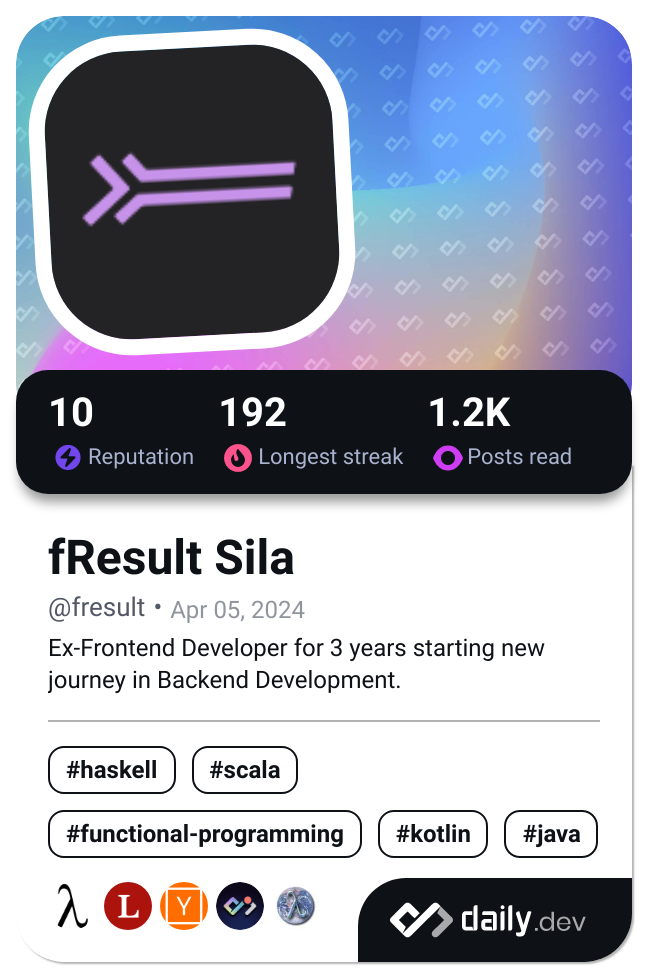 10 192 1.2K
Reputation Longest streak Posts read
fResult Sila
@fresult • Apr 05, 2024
Ex-Frontend Developer for 3 years starting new
journey in Backend Development.
#haskell #scala
#functional-programming #kotlin #java
λ L Y daily.dev